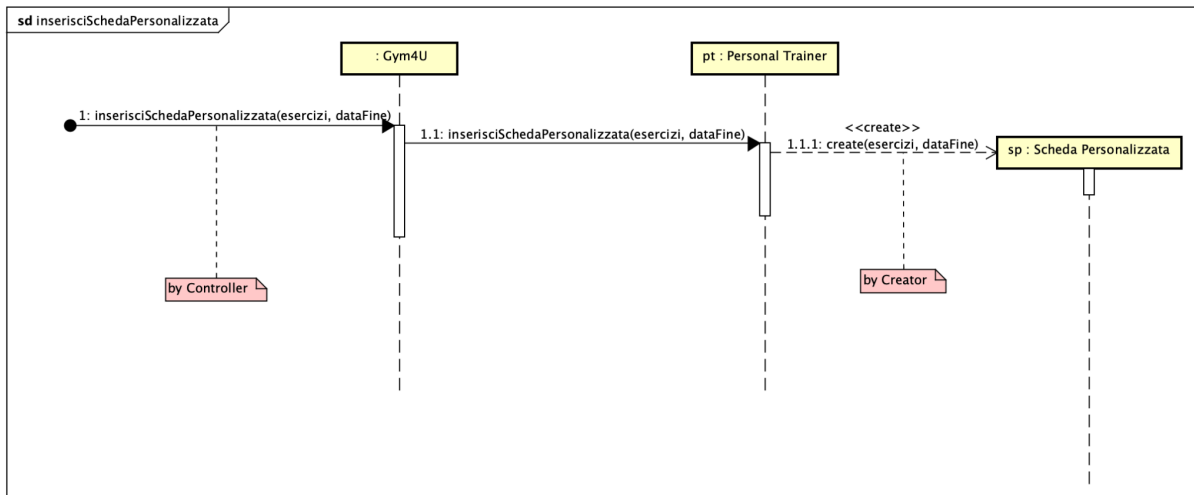 sd inserisciSchedaPersonalizzata
: Gym4U
pt : Personal Trainer
1: inserisciSchedaPersonalizzata(esercizi, dataFine)
1.1: inserisciSchedaPersonalizzata(esercizi, dataFine)
<<create>>
1.1.1: create(esercizi, dataFine)
sp : Scheda Personalizzata
by Controller
by Creator